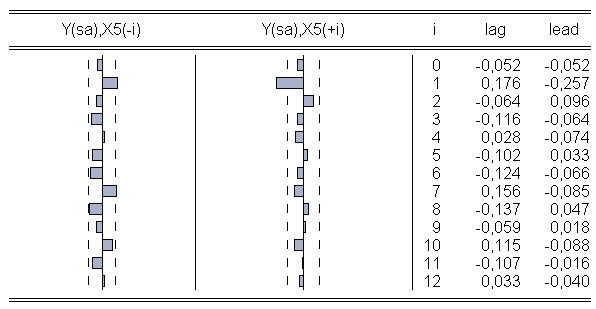 Y(sa),X5(-i) Y(sa),X5(+i) i lag lead
0 -0,052 -0,052
1 0,176 -0,257
2 -0,064 0,096
3 -0,116 -0,064
4 0,028 -0,074
5 -0,102 0,033
6 -0,124 -0,066
7 0,156 -0,085
8 -0,137 0,047
9 -0,059 0,018
10 0,115 -0,088
11 -0,107 -0,016
12 0,033 -0,040